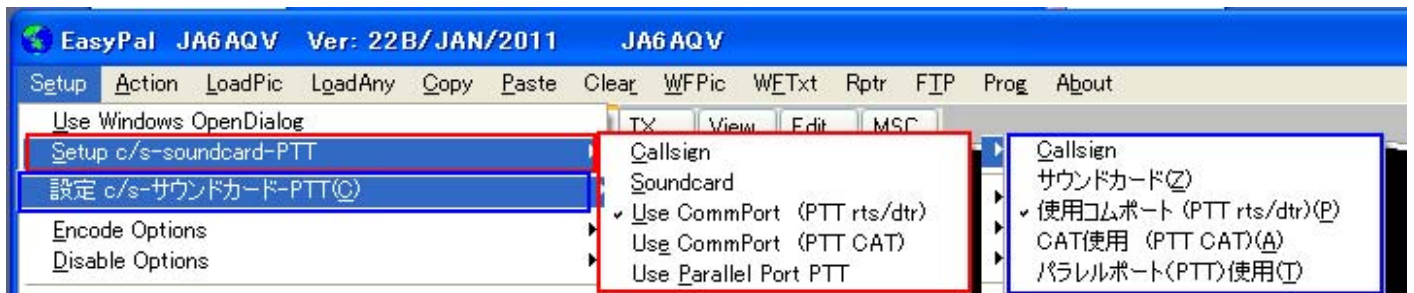 EasyPal JA6AQV Ver: 22B/JAN/2011 JA6AQV
Setup Action LoadPic LoadAny Copy Paste Clear WFPic WFTxt Rptr FTP Prog About
Use Windows OpenDialog
TX View Edit MSC
Setup c/s-soundcard-PTT
設定 c/s-サウンドカード-PTT(C)
Encode Options
Disable Options
Callsign
Soundcard
Use CommPort (PTT rts/dtr)
Use CommPort (PTT CAT)
Use Parallel Port PTT
Callsign
サウンドカード(Z)
使用コムポート (PTT rts/dtr)(P)
CAT使用 (PTT CAT)(A)
パラレルポート(PTT)使用(T)